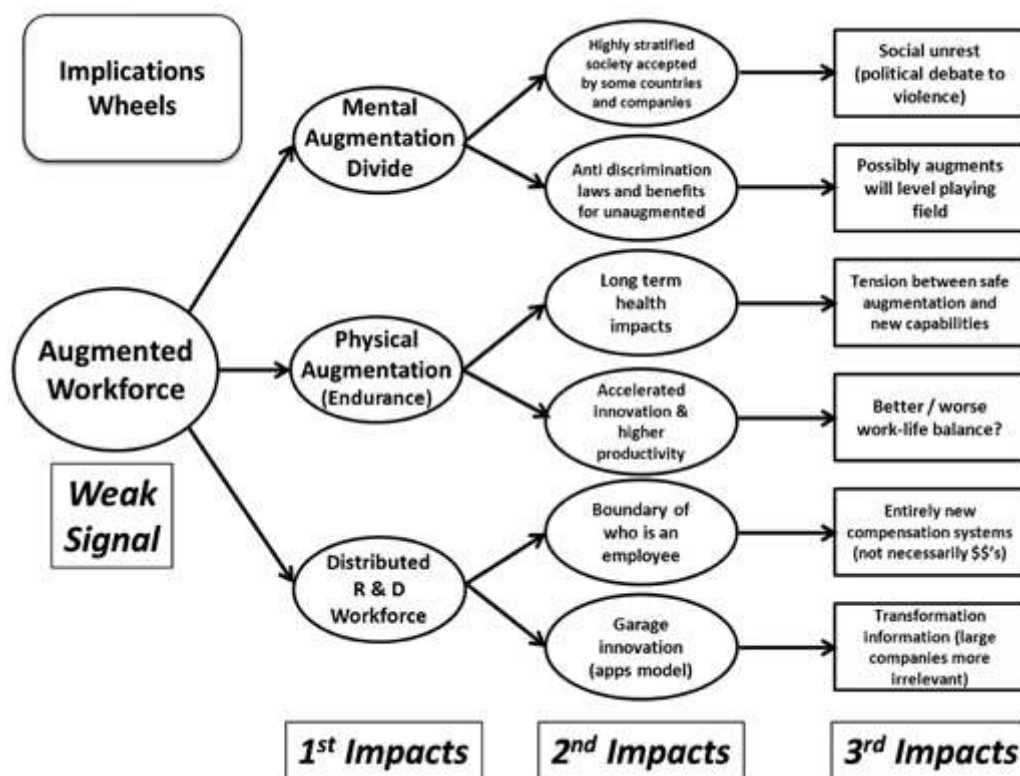 Implications
Wheels
Augmented
Workforce
Weak
Signal
Mental
Augmentation
Divide
Physical
Augmentation
(Endurance)
Distributed
R & D
Workforce
1st Impacts
Highly stratified
society accepted
by some countries
and companies
Anti discrimination
laws and benefits
for unaugmented
Long term
health
impacts
Accelerated
innovation &
higher
productivity
Boundary of
who is an
employee
Garage
innovation
(apps model)
2nd Impacts
Social unrest
(political debate to
violence)
Possibly augments
will level playing
field
Tension between safe
augmentation and
new capabilities
Better / worse
work-life balance?
Entirely new
compensation systems
(not necessarily $$'s)
Transformation
information (large
companies more
irrelevant)
3rd Impacts